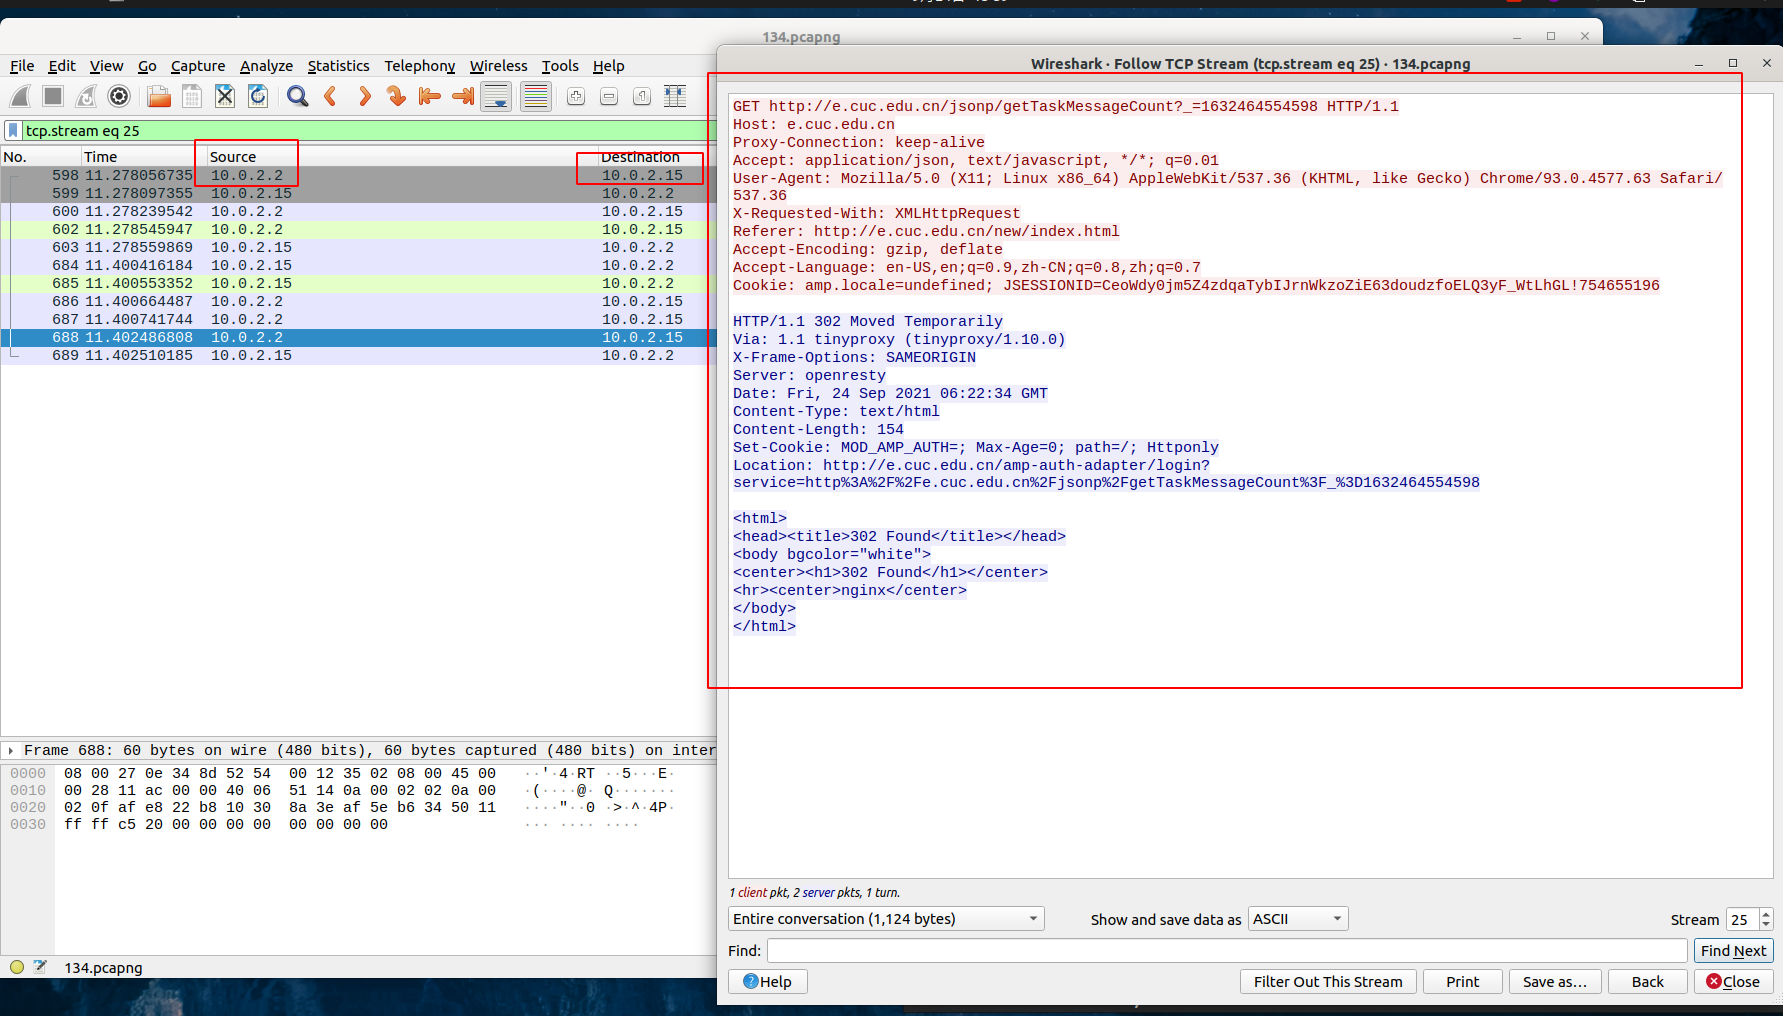 134.pcapng
File Edit View Go Capture Analyze Statistics Telephony Wireless Tools Help
tcp.stream eq 25
No. Time Source Destination
598 11.278056735 10.0.2.2 10.0.2.15
599 11.278097355 10.0.2.15 10.0.2.2
600 11.278239542 10.0.2.2 10.0.2.15
602 11.278545947 10.0.2.2 10.0.2.15
603 11.278559869 10.0.2.15 10.0.2.2
684 11.400416184 10.0.2.15 10.0.2.2
685 11.400553352 10.0.2.15 10.0.2.2
686 11.400664487 10.0.2.2 10.0.2.15
687 11.400741744 10.0.2.2 10.0.2.15
688 11.402486808 10.0.2.2 10.0.2.15
689 11.402510185 10.0.2.15 10.0.2.2
Frame 688: 60 bytes on wire (480 bits), 60 bytes captured (480 bits) on inter
0000 08 00 27 0e 34 8d 52 54 00 12 35 02 08 00 45 00 ··'·4·RT ··5···E·
0010 00 28 11 ac 00 00 40 06 51 14 0a 00 02 02 0a 00 ·(····@· Q·······
0020 02 0f af e8 22 b8 10 30 8a 3e af 5e b6 34 50 11 ····"··0 ·>·^·4P·
0030 ff ff c5 20 00 00 00 00 00 00 00 00 ··· ···· ····
134.pcapng
Wireshark · Follow TCP Stream (tcp.stream eq 25) · 134.pcapng
GET http://e.cuc.edu.cn/jsonp/getTaskMessageCount?_=1632464554598 HTTP/1.1
Host: e.cuc.edu.cn
Proxy-Connection: keep-alive
Accept: application/json, text/javascript, */*; q=0.01
User-Agent: Mozilla/5.0 (X11; Linux x86_64) AppleWebKit/537.36 (KHTML, like Gecko) Chrome/93.0.4577.63 Safari/
537.36
X-Requested-With: XMLHttpRequest
Referer: http://e.cuc.edu.cn/new/index.html
Accept-Encoding: gzip, deflate
Accept-Language: en-US,en;q=0.9,zh-CN;q=0.8,zh;q=0.7
Cookie: amp.locale=undefined; JSESSIONID=CeoWdy0jm5Z4zdqaTybIJrnWkzoZiE63doudzfoELQ3yF_WtLhGL!754655196
HTTP/1.1 302 Moved Temporarily
Via: 1.1 tinyproxy (tinyproxy/1.10.0)
X-Frame-Options: SAMEORIGIN
Server: openresty
Date: Fri, 24 Sep 2021 06:22:34 GMT
Content-Type: text/html
Content-Length: 154
Set-Cookie: MOD_AMP_AUTH=; Max-Age=0; path=/; Httponly
Location: http://e.cuc.edu.cn/amp-auth-adapter/login?
service=http%3A%2F%2Fe.cuc.edu.cn%2Fjsonp%2FgetTaskMessageCount%3F_%3D1632464554598
<html>
<head><title>302 Found</title></head>
<body bgcolor="white">
<center><h1>302 Found</h1></center>
<hr><center>nginx</center>
</body>
</html>
1 client pkt, 2 server pkts, 1 turn.
Entire conversation (1,124 bytes) Show and save data as ASCII Stream 25
Find: Find Next
Help Filter Out This Stream Print Save as… Back Close